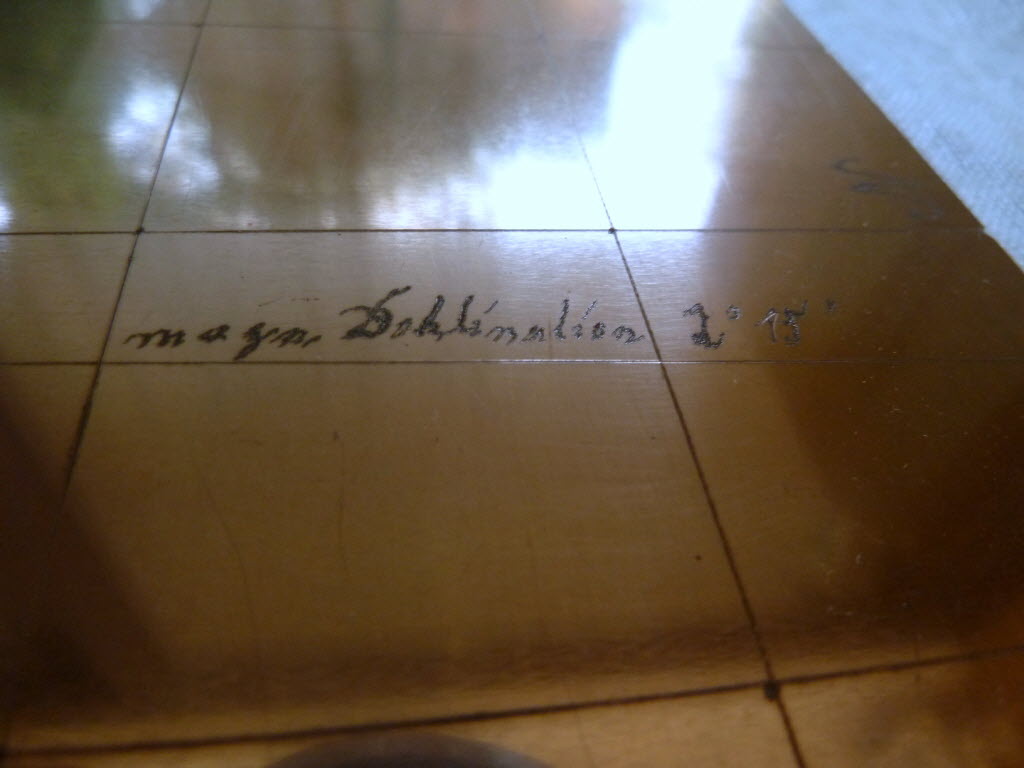 magn. Deklination 2° 15'